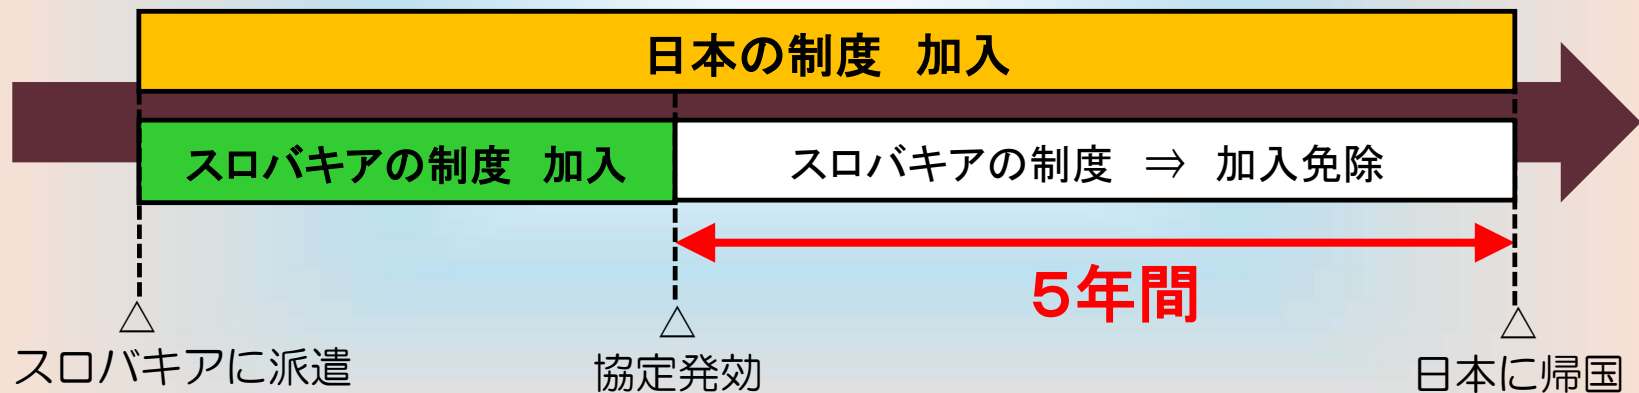 日本の制度　加入
スロバキアの制度　加入
スロバキアの制度　⇒　加入免除
５年間
△
△
△
スロバキアに派遣
協定発効
日本に帰国